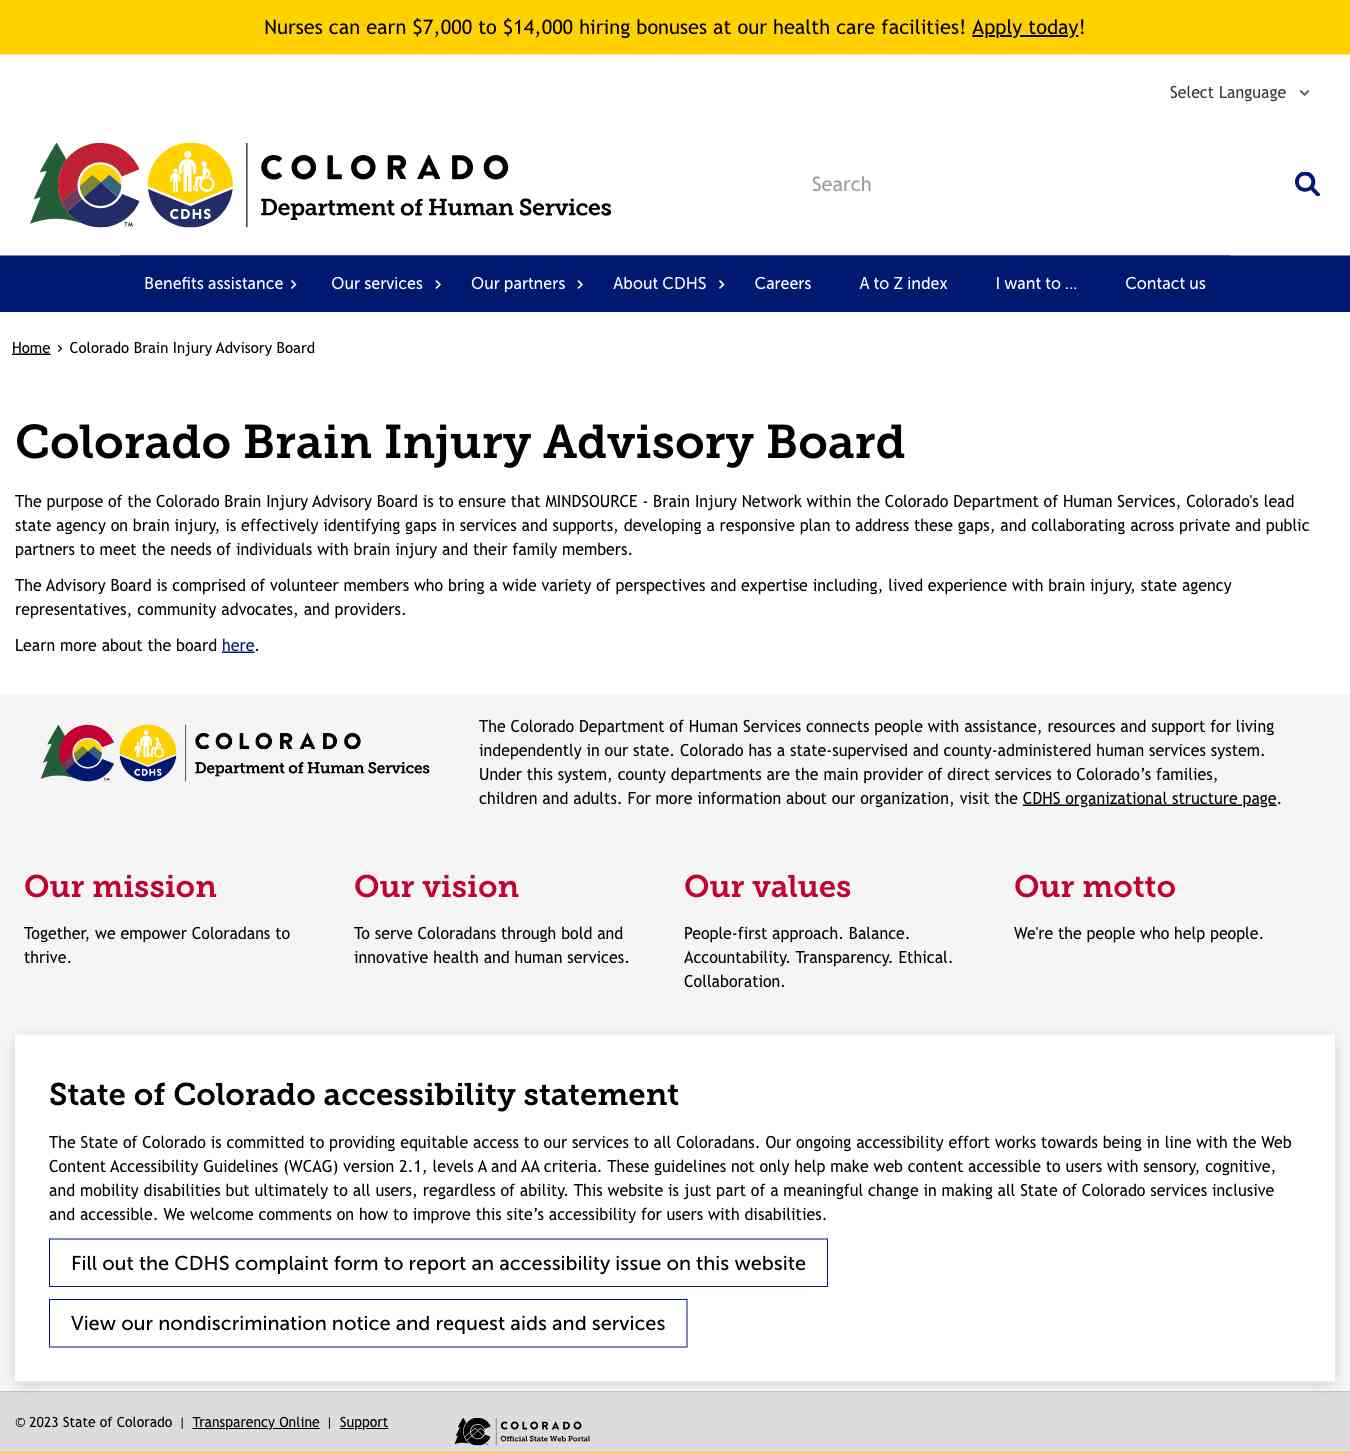 Nurses can earn $7,000 to $14,000 hiring bonuses at our health care facilities! Apply today!
Select Language
CDHS
TM
COLORADO
Department of Human Services
Search
Benefits assistance
Our services
Our partners
About CDHS
Careers
A to Z index
I want to ...
Contact us
Home › Colorado Brain Injury Advisory Board
Colorado Brain Injury Advisory Board
The purpose of the Colorado Brain Injury Advisory Board is to ensure that MINDSOURCE - Brain Injury Network within the Colorado Department of Human Services, Colorado's lead
state agency on brain injury, is effectively identifying gaps in services and supports, developing a responsive plan to address these gaps, and collaborating across private and public
partners to meet the needs of individuals with brain injury and their family members.
The Advisory Board is comprised of volunteer members who bring a wide variety of perspectives and expertise including, lived experience with brain injury, state agency
representatives, community advocates, and providers.
Learn more about the board here.
CDHS
COLORADO
Department of Human Services
The Colorado Department of Human Services connects people with assistance, resources and support for living
independently in our state. Colorado has a state-supervised and county-administered human services system.
Under this system, county departments are the main provider of direct services to Colorado’s families,
children and adults. For more information about our organization, visit the CDHS organizational structure page.
Our mission
Together, we empower Coloradans to
thrive.
Our vision
To serve Coloradans through bold and
innovative health and human services.
Our values
People-first approach. Balance.
Accountability. Transparency. Ethical.
Collaboration.
Our motto
We're the people who help people.
State of Colorado accessibility statement
The State of Colorado is committed to providing equitable access to our services to all Coloradans. Our ongoing accessibility effort works towards being in line with the Web
Content Accessibility Guidelines (WCAG) version 2.1, levels A and AA criteria. These guidelines not only help make web content accessible to users with sensory, cognitive,
and mobility disabilities but ultimately to all users, regardless of ability. This website is just part of a meaningful change in making all State of Colorado services inclusive
and accessible. We welcome comments on how to improve this site’s accessibility for users with disabilities.
Fill out the CDHS complaint form to report an accessibility issue on this website
View our nondiscrimination notice and request aids and services
© 2023 State of Colorado | Transparency Online | Support
COLORADO
Official State Web Portal